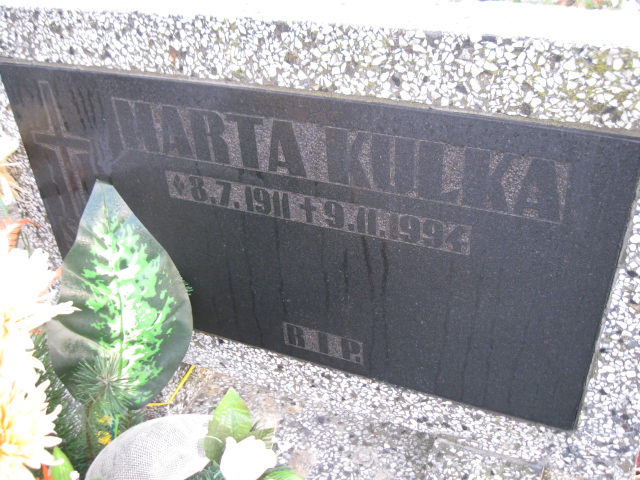 MARTA KULKA
*8.7.1911 †9.11.1994
R I P.